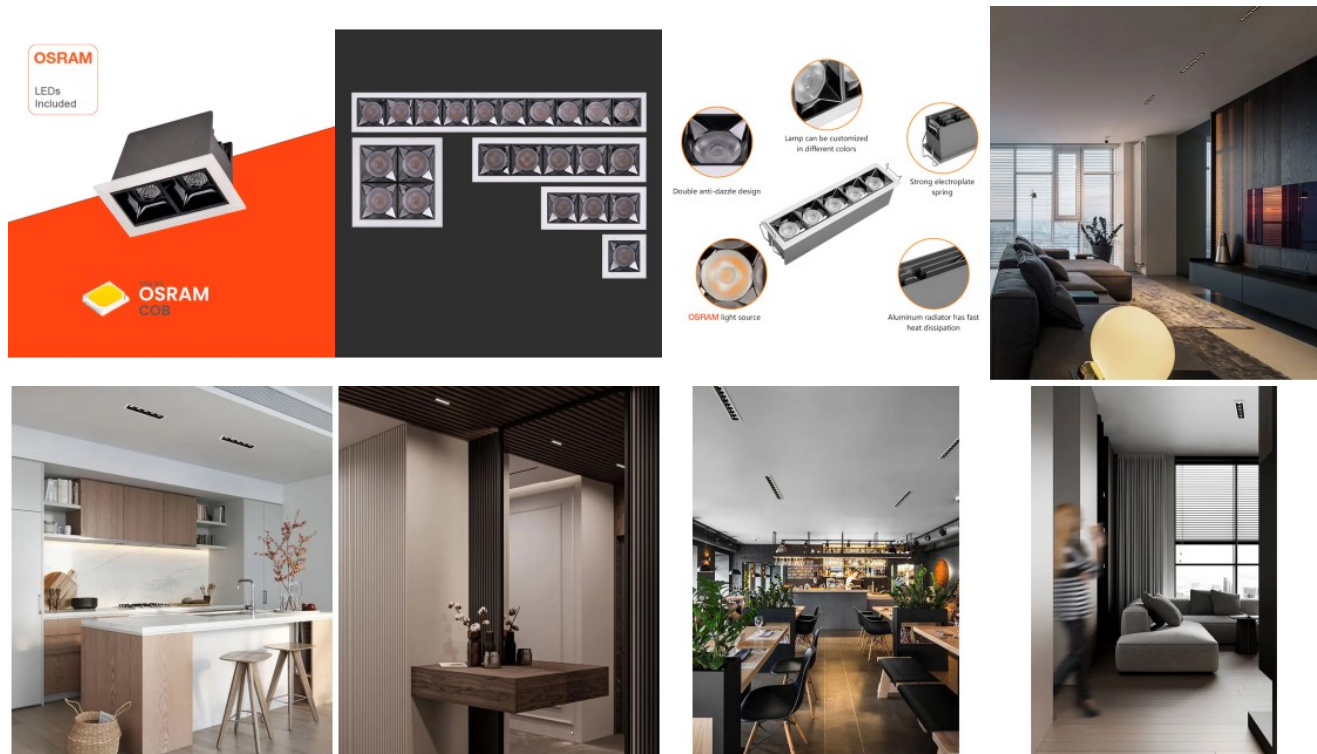 OSRAM
LEDs
Included
OSRAM
COB
Lamp can be customized
in different colors
Double anti-dazzle design
Strong electroplate
spring
OSRAM light source
Aluminum radiator has fast
heat dissipation